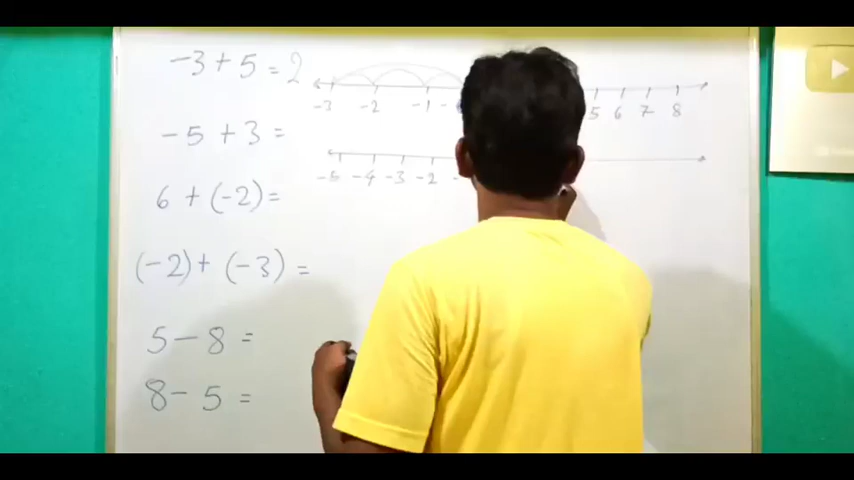 -3 + 5 = 2
-3 -2 -1 5 6 7 8
-5 + 3 =
-5 -4 -3 -2
6 + (-2) =
(-2) + (-3) =
5 - 8 =
8 - 5 =